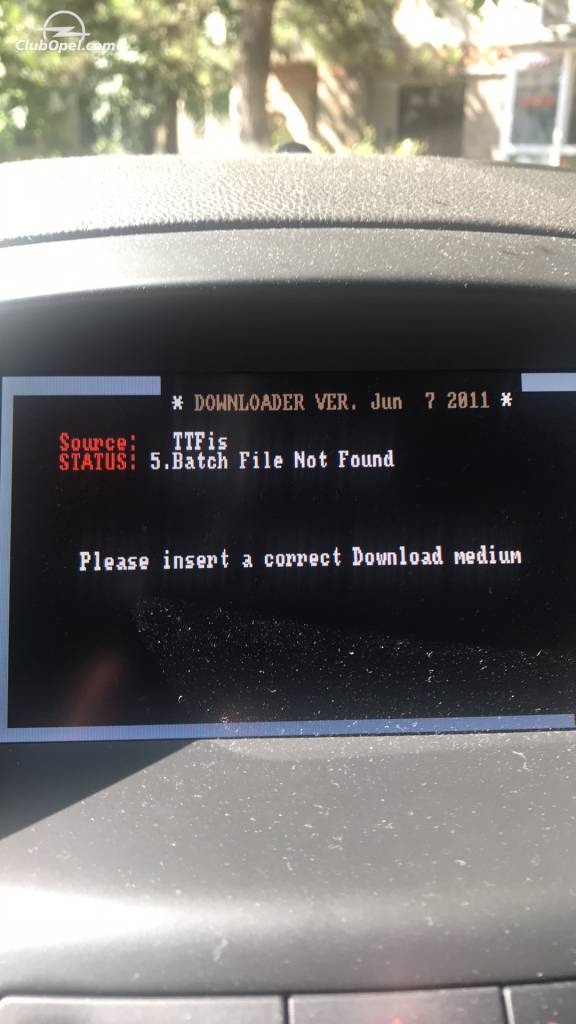 ClubOpel.com
* DOWNLOADER VER. Jun 7 2011 *
Source: TTFis
STATUS: 5.Batch File Not Found
Please insert a correct Download medium